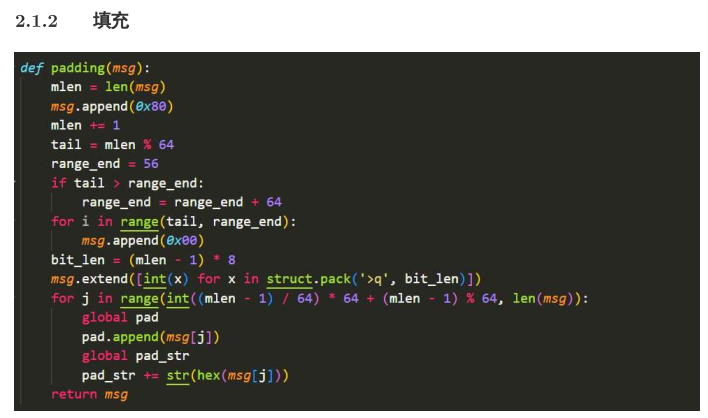 2.1.2 填充
def padding(msg):
    mlen = len(msg)
    msg.append(0x80)
    mlen += 1
    tail = mlen % 64
    range_end = 56
    if tail > range_end:
        range_end = range_end + 64
    for i in range(tail, range_end):
        msg.append(0x00)
    bit_len = (mlen - 1) * 8
    msg.extend([int(x) for x in struct.pack('>q', bit_len)])
    for j in range(int((mlen - 1) / 64) * 64 + (mlen - 1) % 64, len(msg)):
        global pad
        pad.append(msg[j])
        global pad_str
        pad_str += str(hex(msg[j]))
    return msg